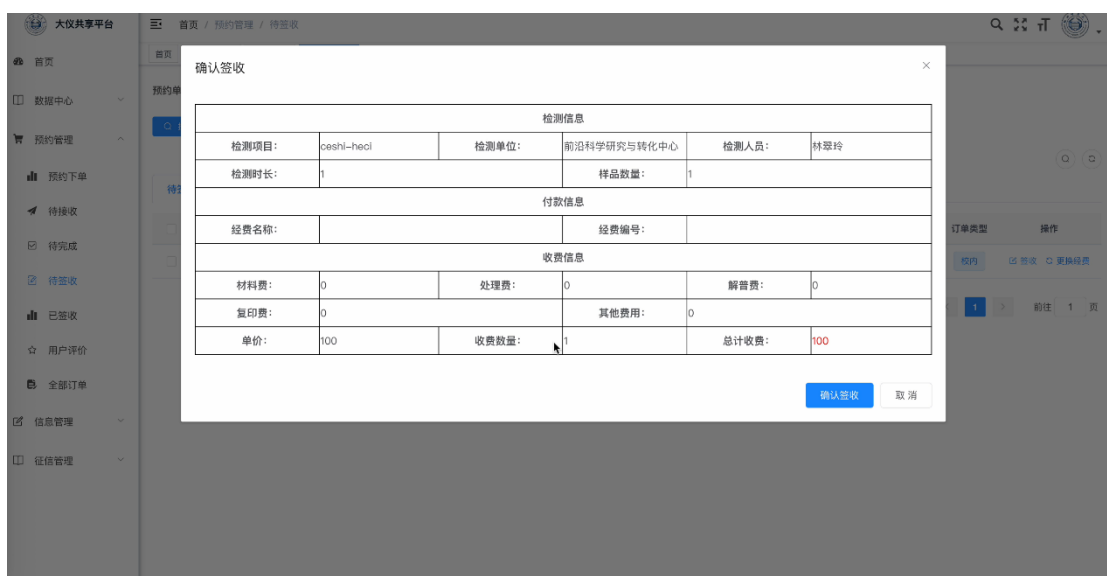 大仪共享平台
首页 / 预约管理 / 待签收
首页
首页
数据中心
预约单
预约管理
预约下单
待接收
待完成
待签收
已签收
用户评价
全部订单
信息管理
征信管理
确认签收
检测信息
检测项目： ceshi-heci 检测单位： 前沿科学研究与转化中心 检测人员： 林翠玲
检测时长： 1 样品数量： 1
付款信息
经费名称： 经费编号：
收费信息
材料费： 0 处理费： 0 解普费： 0
复印费： 0 其他费用： 0
单价： 100 收费数量： 1 总计收费： 100
确认签收 取 消
订单类型 操作
校内 签收 更换经费
1 前往 1 页